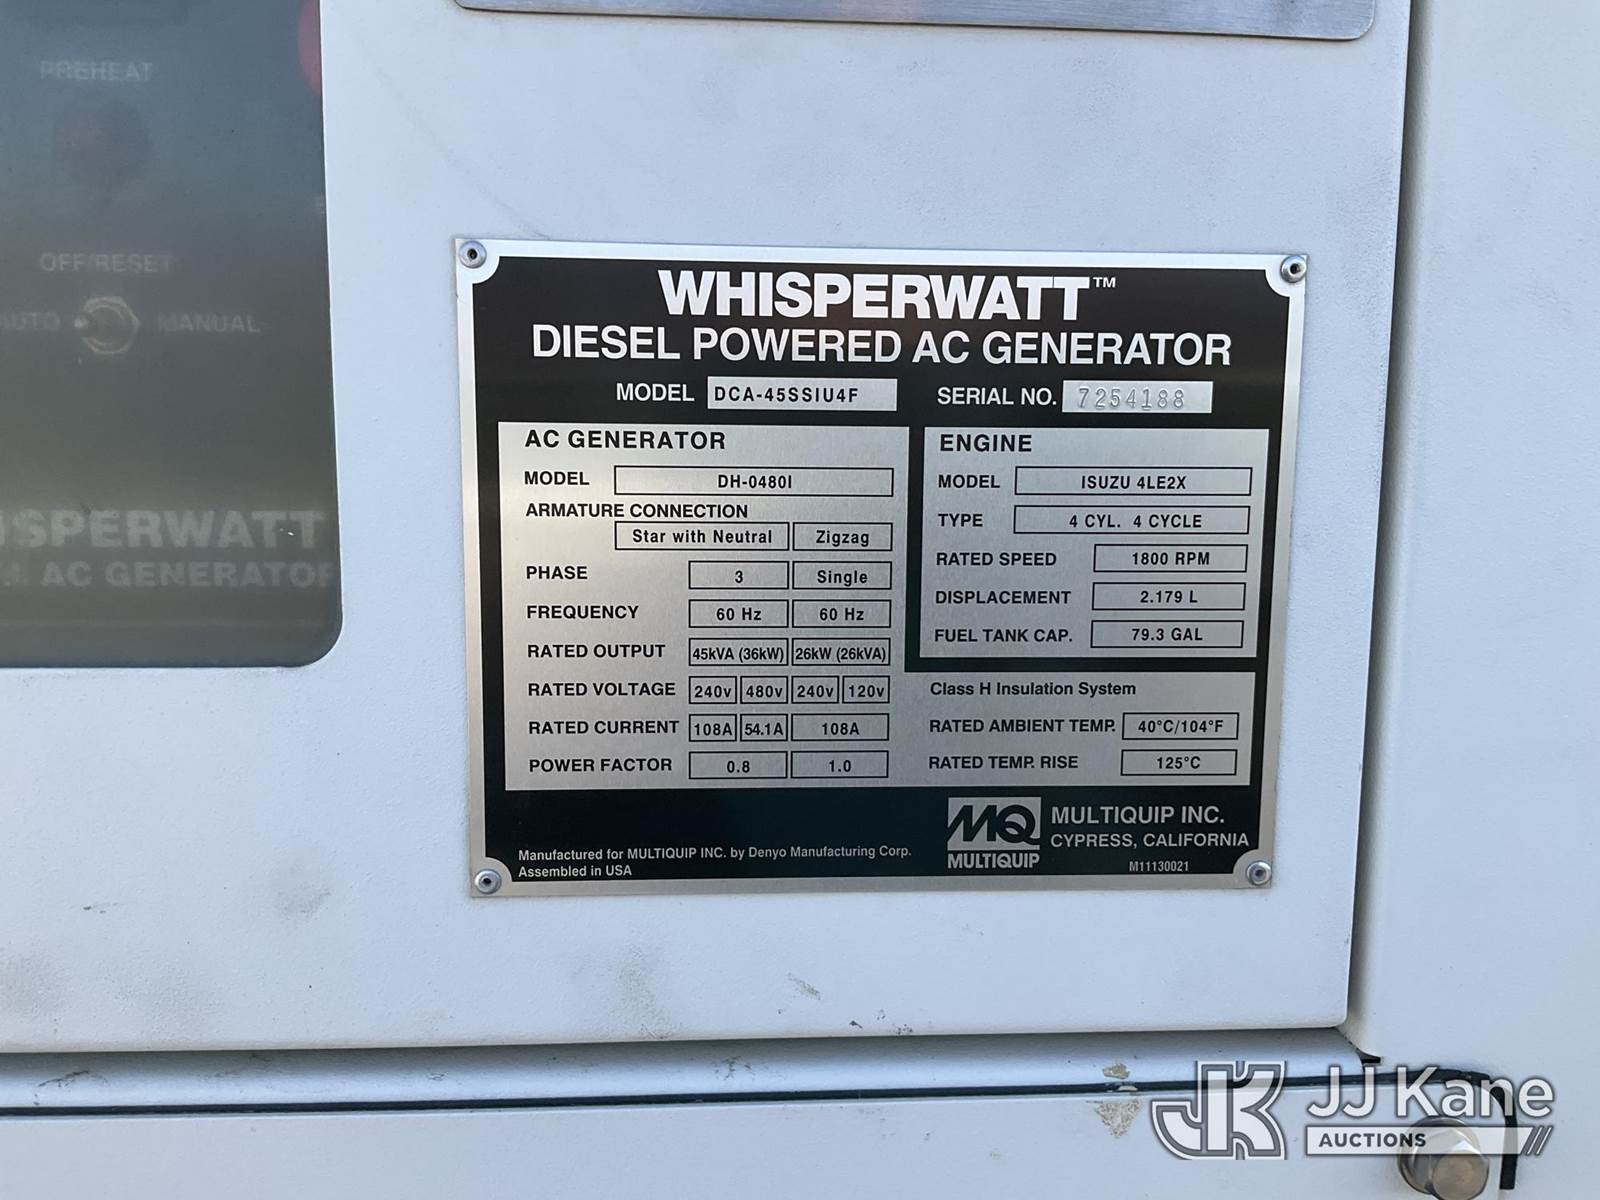 PREHEAT
OFF/RESET
AUTO MANUAL
WHISPERWATT
AC GENERATOR
WHISPERWATT™
DIESEL POWERED AC GENERATOR
MODEL DCA-45SSIU4F SERIAL NO. 7254188
AC GENERATOR
MODEL DH-0480I
ARMATURE CONNECTION
Star with Neutral Zigzag
PHASE 3 Single
FREQUENCY 60 Hz 60 Hz
RATED OUTPUT 45kVA (36kW) 26kW (26kVA)
RATED VOLTAGE 240v 480v 240v 120v
RATED CURRENT 108A 54.1A 108A
POWER FACTOR 0.8 1.0
ENGINE
MODEL ISUZU 4LE2X
TYPE 4 CYL. 4 CYCLE
RATED SPEED 1800 RPM
DISPLACEMENT 2.179 L
FUEL TANK CAP. 79.3 GAL
Class H Insulation System
RATED AMBIENT TEMP. 40°C/104°F
RATED TEMP. RISE 125°C
Manufactured for MULTIQUIP INC. by Denyo Manufacturing Corp.
Assembled in USA
MQ
MULTIQUIP
MULTIQUIP INC.
CYPRESS, CALIFORNIA
M11130021
JK
JJ Kane
AUCTIONS